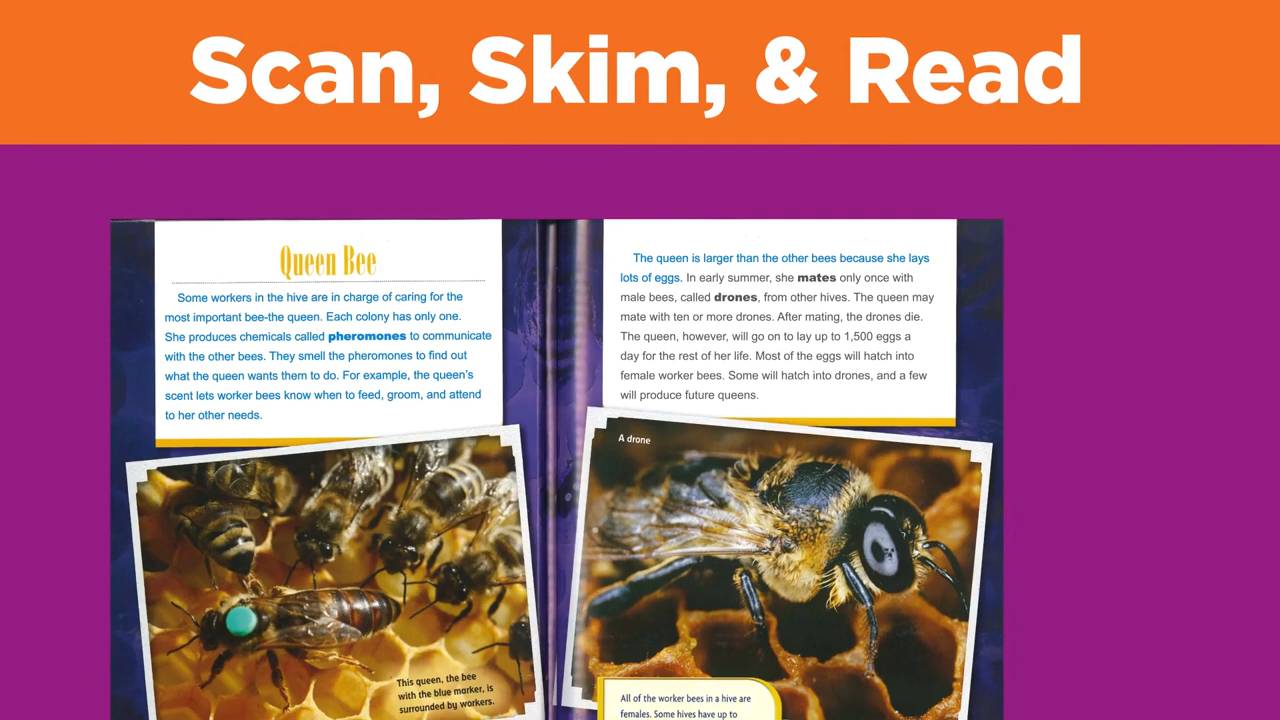 Scan, Skim, & Read
Queen Bee
Some workers in the hive are in charge of caring for the
most important bee-the queen. Each colony has only one.
She produces chemicals called pheromones to communicate
with the other bees. They smell the pheromones to find out
what the queen wants them to do. For example, the queen's
scent lets worker bees know when to feed, groom, and attend
to her other needs.
This queen, the bee
with the blue marker, is
surrounded by workers.
The queen is larger than the other bees because she lays
lots of eggs. In early summer, she mates only once with
male bees, called drones, from other hives. The queen may
mate with ten or more drones. After mating, the drones die.
The queen, however, will go on to lay up to 1,500 eggs a
day for the rest of her life. Most of the eggs will hatch into
female worker bees. Some will hatch into drones, and a few
will produce future queens.
A drone
All of the worker bees in a hive are
females. Some hives have up to